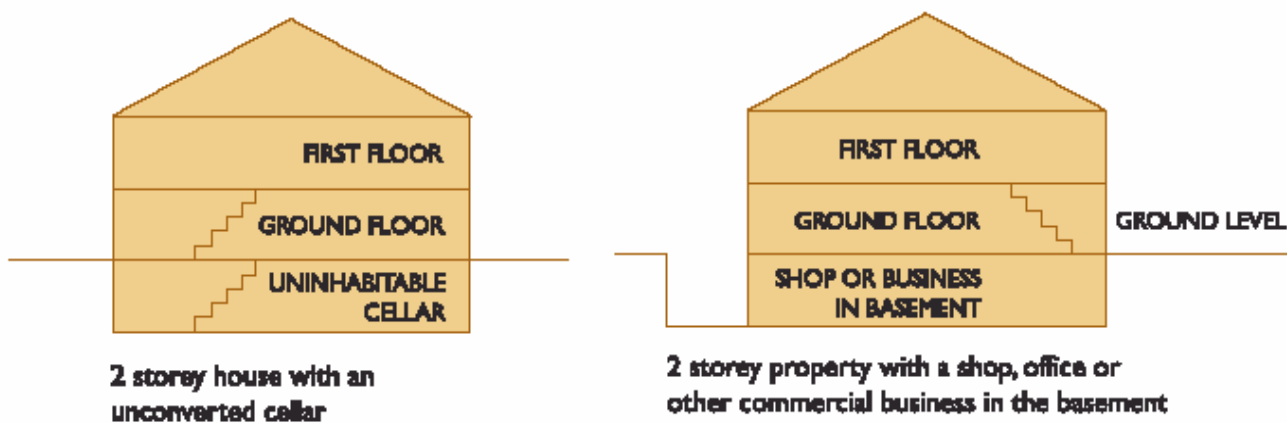 FIRST FLOOR
GROUND FLOOR
UNINHABITABLE
CELLAR
2 storey house with an
unconverted cellar
FIRST FLOOR
GROUND FLOOR
GROUND LEVEL
SHOP OR BUSINESS
IN BASEMENT
2 storey property with a shop, office or
other commercial business in the basement